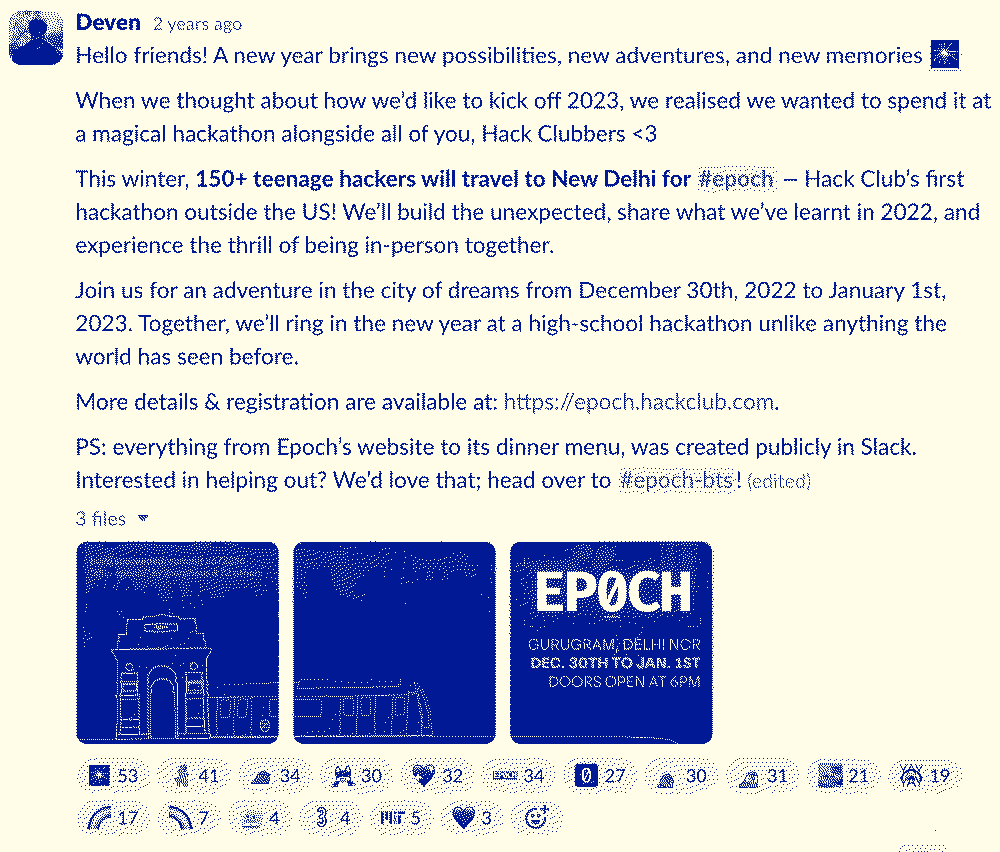 Deven 2 years ago
Hello friends! A new year brings new possibilities, new adventures, and new memories
When we thought about how we'd like to kick off 2023, we realised we wanted to spend it at
a magical hackathon alongside all of you, Hack Clubbers <3
This winter, 150+ teenage hackers will travel to New Delhi for #epoch – Hack Club's first
hackathon outside the US! We'll build the unexpected, share what we've learnt in 2022, and
experience the thrill of being in-person together.
Join us for an adventure in the city of dreams from December 30th, 2022 to January 1st,
2023. Together, we'll ring in the new year at a high-school hackathon unlike anything the
world has seen before.
More details & registration are available at: https://epoch.hackclub.com.
PS: everything from Epoch's website to its dinner menu, was created publicly in Slack.
Interested in helping out? We'd love that; head over to #epoch-bts! (edited)
3 files
EP0CH
GURUGRAM, DELHI NCR
DEC. 30TH TO JAN. 1ST
DOORS OPEN AT 6PM
53 41 34 30 32 34 0 27 30 31 21 YAY 19
17 7 4 4 MIT 5 3